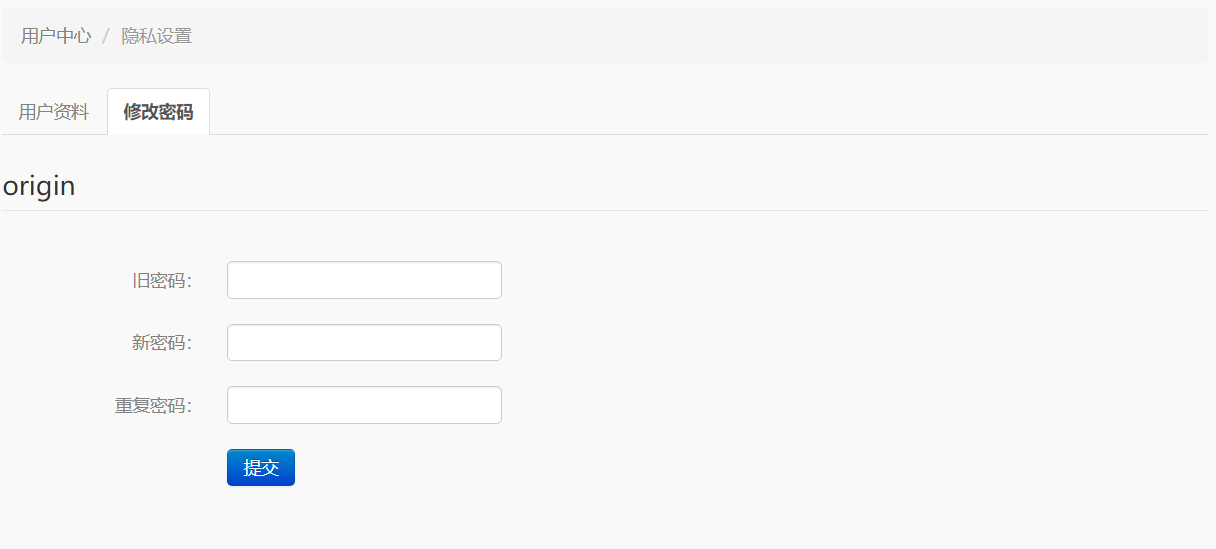 用户中心 / 隐私设置
用户资料 修改密码
origin
旧密码：
新密码：
重复密码：
提交